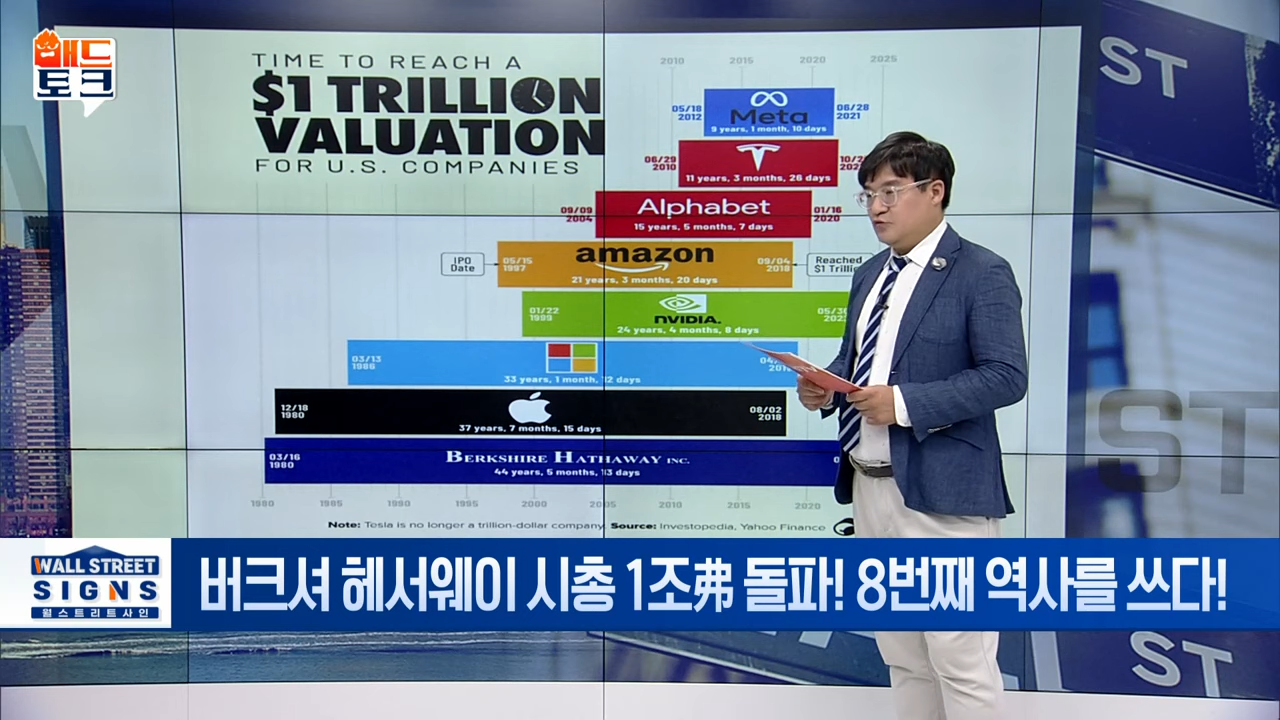 매드
토크
TIME TO REACH A
$1 TRILLION
VALUATION
FOR U.S. COMPANIES
2010 2015 2020 2025
05/18
2012
Meta
9 years, 1 month, 10 days
06/28
2021
06/29
2010
11 years, 3 months, 26 days
09/09
2004
Alphabet
15 years, 5 months, 7 days
01/16
2020
IPO
Date
05/15
1997
amazon
21 years, 3 months, 20 days
09/04
2018
Reached
01/22
1999
NVIDIA.
24 years, 4 months, 8 days
03/13
1986
33 years, 1 month, 12 days
12/18
1980
37 years, 7 months, 15 days
08/02
2018
03/16
1980
BERKSHIRE HATHAWAY INC.
44 years, 5 months, 13 days
1980 1985 1990 1995 2000 2005 2010 2015 2020
Note: Tesla is no longer a trillion-dollar company. Source: Investopedia, Yahoo Finance
ST
ST
ST
WALL STREET
SIGNS
월스트리트사인
버크셔 헤서웨이 시총 1조弗 돌파! 8번째 역사를 쓰다!
ST